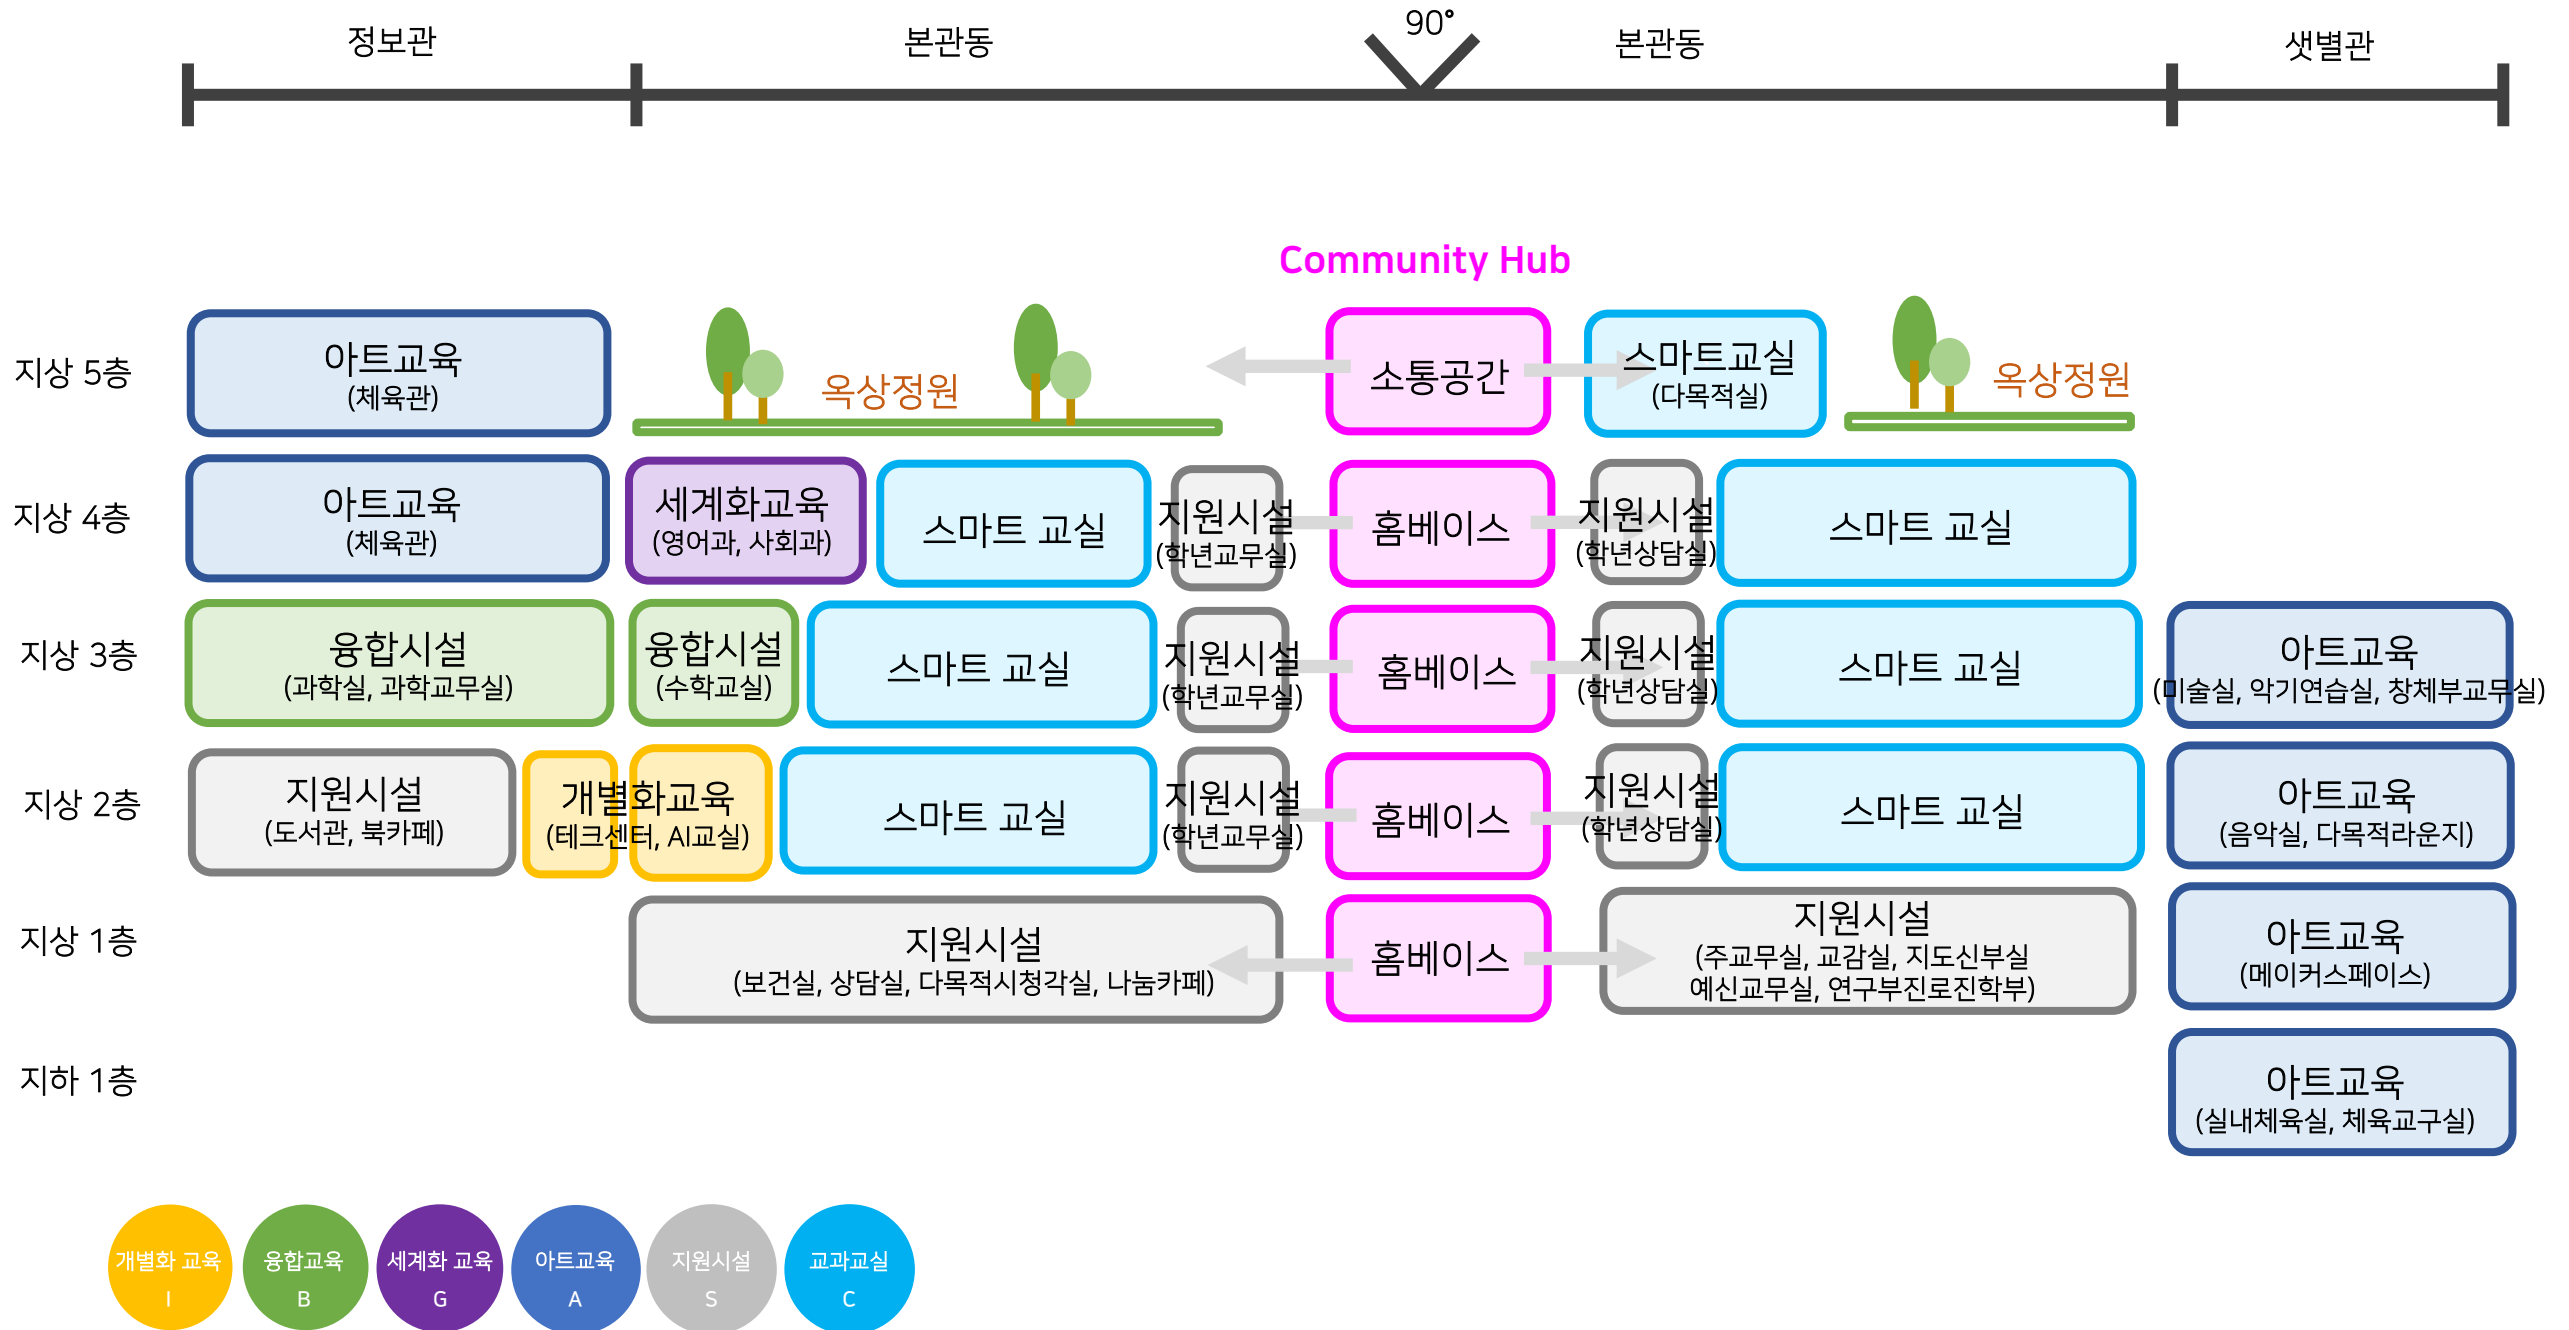 정보관
본관동
90°
본관동
샛별관
Community Hub
지상 5층
아트교육
(체육관)
옥상정원
소통공간
스마트교실
(다목적실)
옥상정원
지상 4층
아트교육
(체육관)
세계화교육
(영어과, 사회과)
스마트 교실
지원시설
(학년교무실)
홈베이스
지원시설
(학년상담실)
스마트 교실
지상 3층
융합시설
(과학실, 과학교무실)
융합시설
(수학교실)
스마트 교실
지원시설
(학년교무실)
홈베이스
지원시설
(학년상담실)
스마트 교실
아트교육
(미술실, 악기연습실, 창체부교무실)
지상 2층
지원시설
(도서관, 북카페)
개별화교육
(테크센터, AI교실)
스마트 교실
지원시설
(학년교무실)
홈베이스
지원시설
(학년상담실)
스마트 교실
아트교육
(음악실, 다목적라운지)
지상 1층
지원시설
(보건실, 상담실, 다목적시청각실, 나눔카페)
홈베이스
지원시설
(주교무실, 교감실, 지도신부실
예신교무실, 연구부진로진학부)
아트교육
(메이커스페이스)
지하 1층
아트교육
(실내체육실, 체육교구실)
개별화 교육
I
융합교육
B
세계화 교육
G
아트교육
A
지원시설
S
교과교실
C